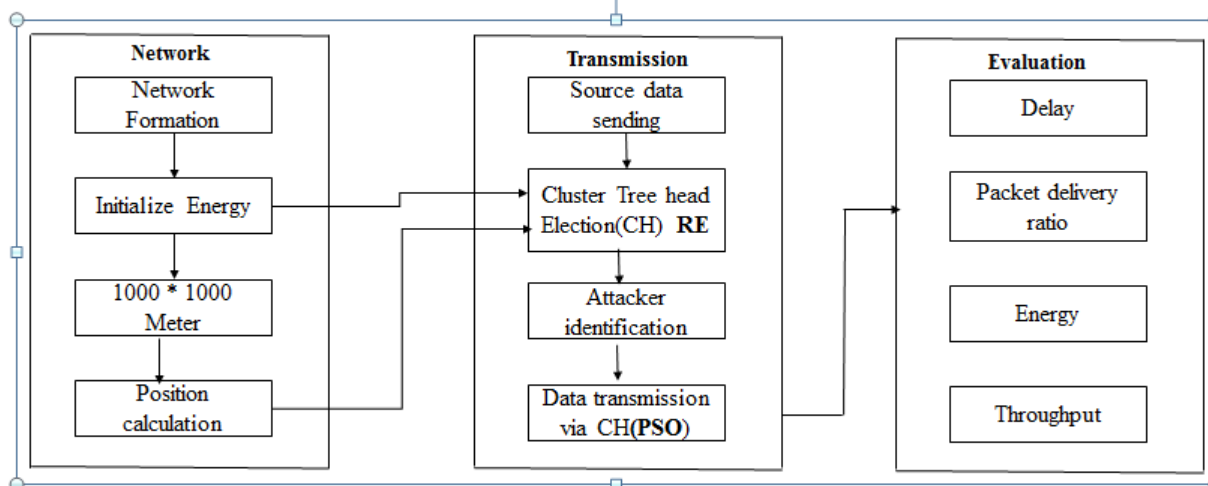 Network
Network
Formation
Initialize Energy
1000 * 1000
Meter
Position
calculation
Transmission
Source data
sending
Cluster Tree head
Election(CH) RE
Attacker
identification
Data transmission
via CH(PSO)
Evaluation
Delay
Packet delivery
ratio
Energy
Throughput